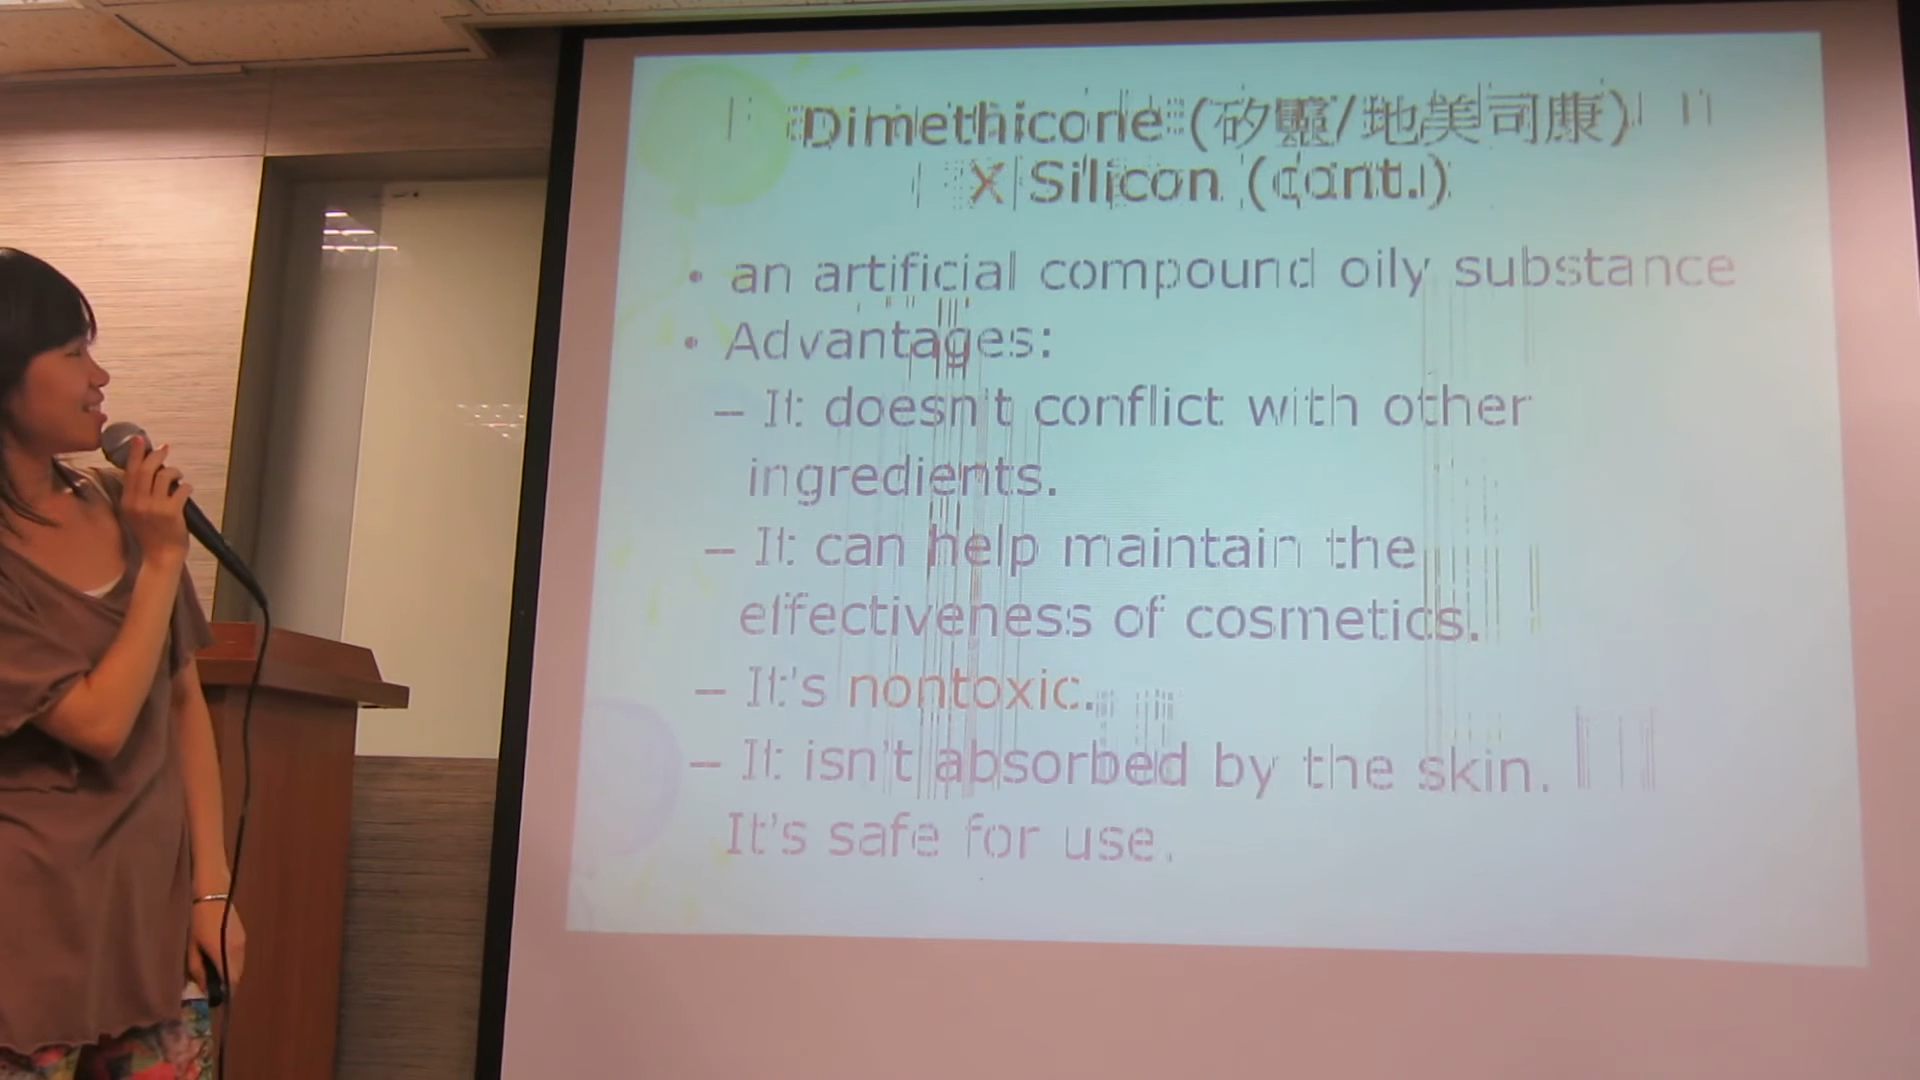 Dimethicone (矽靈/地美司康)
X Silicon (cont.)
• an artificial compound oily substance
• Advantages:
– It doesn't conflict with other
ingredients.
– It can help maintain the
effectiveness of cosmetics.
– It's nontoxic.
– It isn't absorbed by the skin.
It's safe for use.